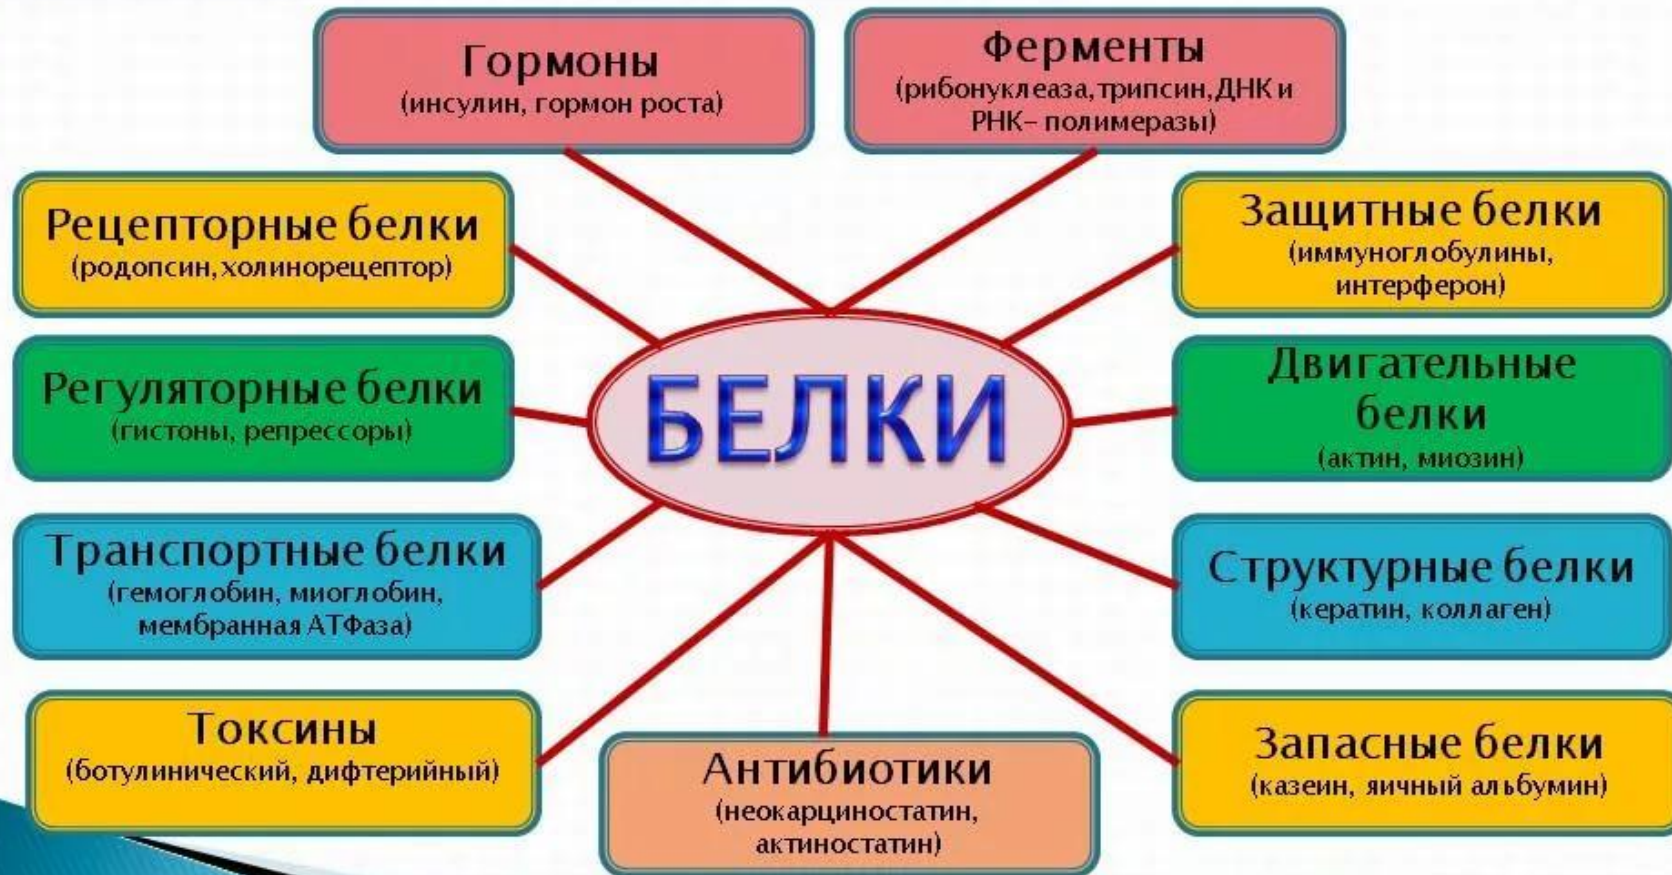 Гормоны
(инсулин, гормон роста)
Ферменты
(рибонуклеаза, трипсин, ДНК и
РНК– полимеразы)
Рецепторные белки
(родопсин, холинорецептор)
Защитные белки
(иммуноглобулины,
интерферон)
Регуляторные белки
(гистоны, репрессоры)
БЕЛКИ
Двигательные
белки
(актин, миозин)
Транспортные белки
(гемоглобин, миоглобин,
мембранная АТФаза)
Структурные белки
(кератин, коллаген)
Токсины
(ботулинический, дифтерийный)
Антибиотики
(неокарциностатин,
актиностатин)
Запасные белки
(казеин, яичный альбумин)